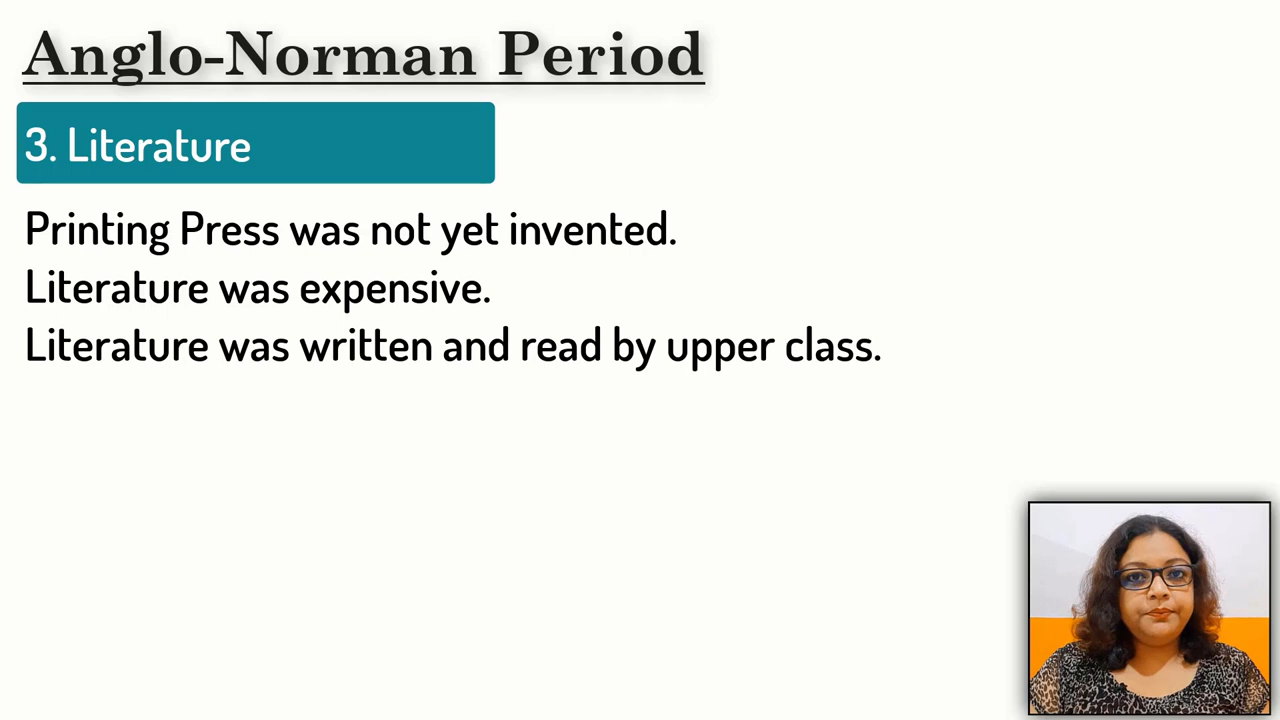 Anglo-Norman Period
3. Literature
Printing Press was not yet invented.
Literature was expensive.
Literature was written and read by upper class.